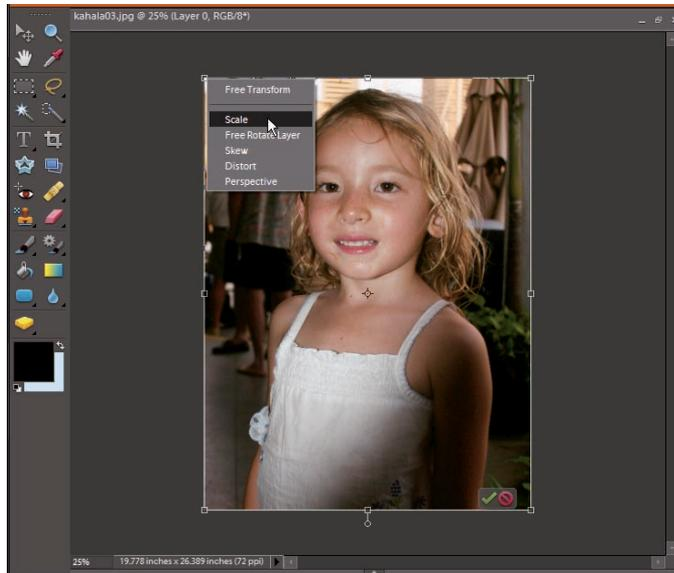 kahala03.jpg @ 25% (Layer 0, RGB/8*)
Free Transform
Scale
Free Rotate Layer
Skew
Distort
Perspective
25% 19.778 inches x 26.389 inches (72 ppi)